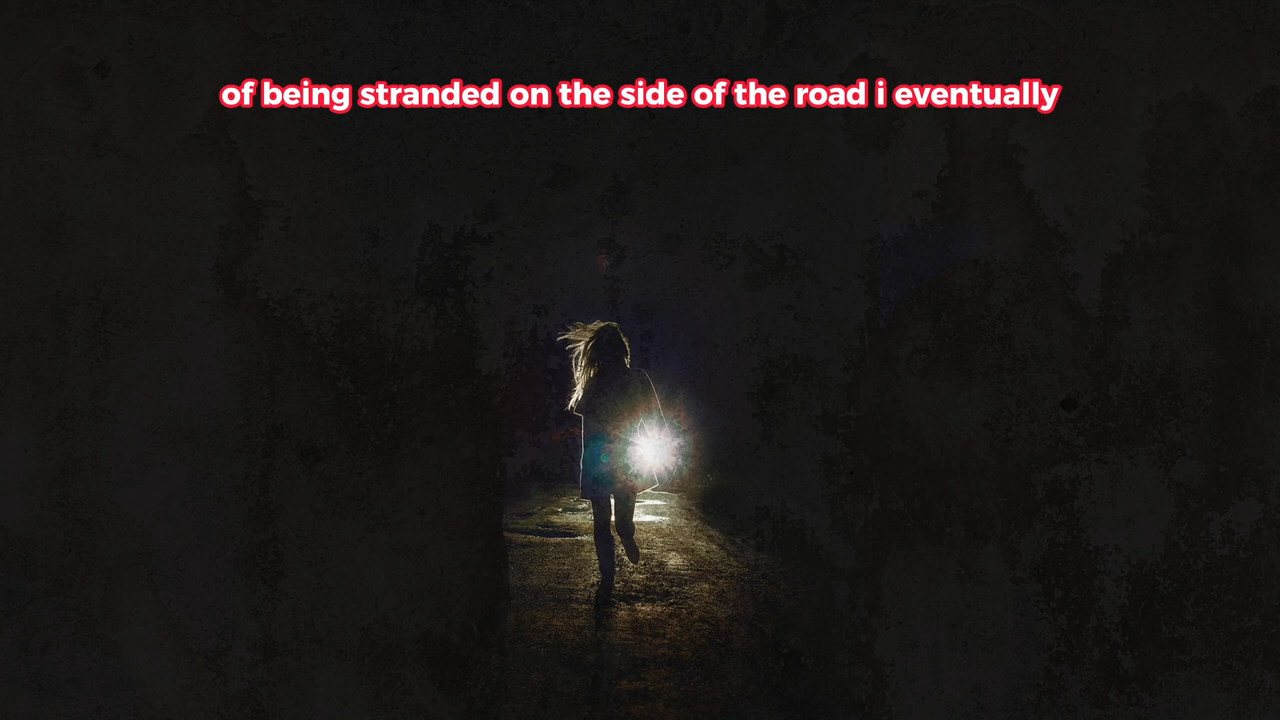 of being stranded on the side of the road i eventually